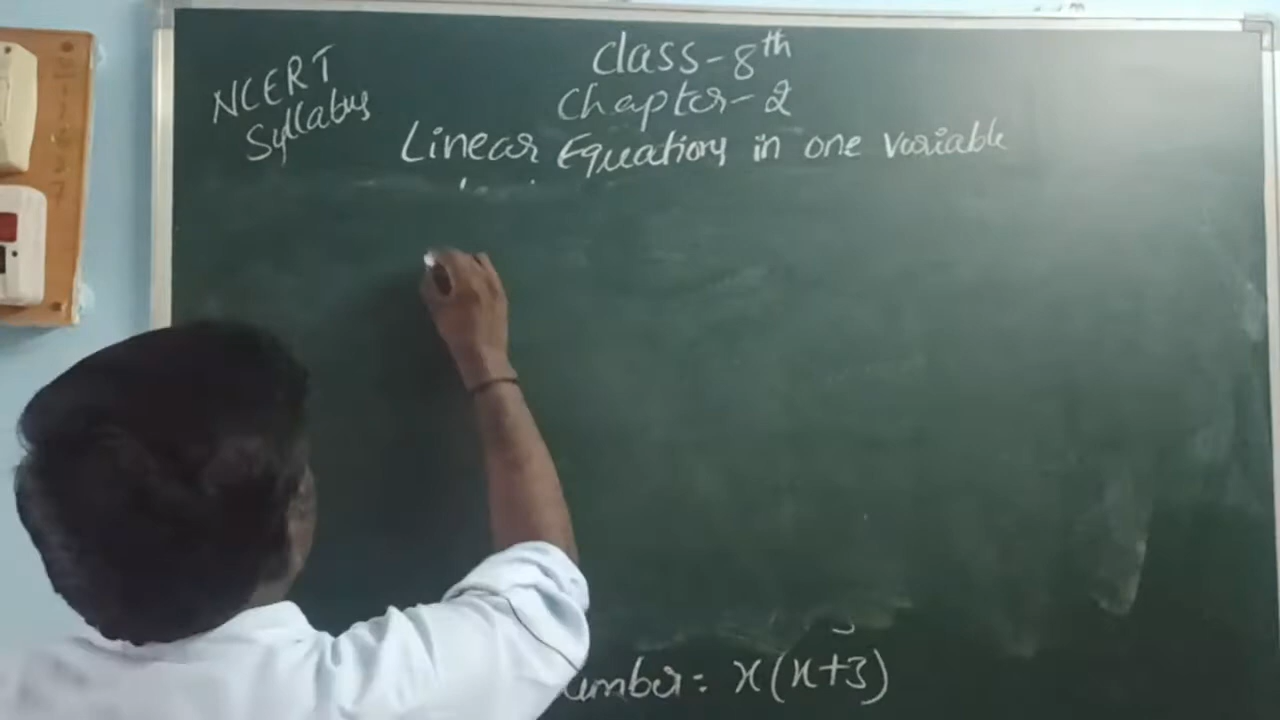 NCERT
Syllabus
Class-8th
Chapter-2
Linear Equations in one variable
umber = x(x+3)